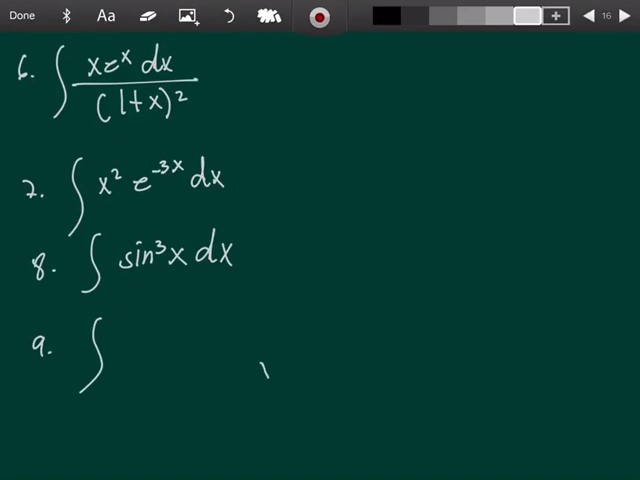 Done Aa 16
6. ∫ xe^x dx / (1+x)^2
7. ∫ x^2 e^-3x dx
8. ∫ sin^3 x dx
9. ∫